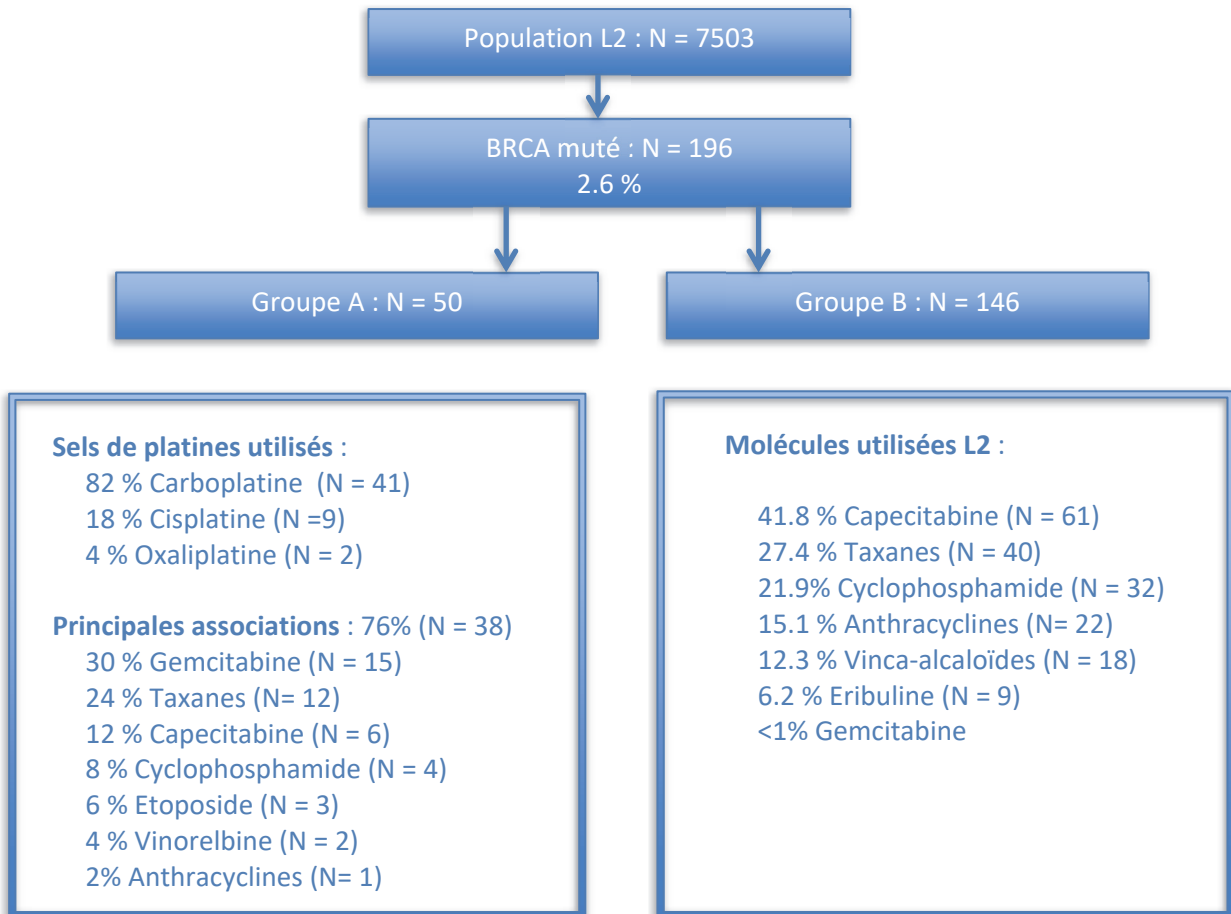 Population L2 : N = 7503
BRCA muté : N = 196
2.6 %
Groupe A : N = 50
Groupe B : N = 146
Sels de platines utilisés :
82 % Carboplatine (N = 41)
18 % Cisplatine (N =9)
4 % Oxaliplatine (N = 2)
Principales associations : 76% (N = 38)
30 % Gemcitabine (N = 15)
24 % Taxanes (N= 12)
12 % Capecitabine (N = 6)
8 % Cyclophosphamide (N = 4)
6 % Etoposide (N = 3)
4 % Vinorelbine (N = 2)
2% Anthracyclines (N= 1)
Molécules utilisées L2 :
41.8 % Capecitabine (N = 61)
27.4 % Taxanes (N = 40)
21.9% Cyclophosphamide (N = 32)
15.1 % Anthracyclines (N= 22)
12.3 % Vinca-alcaloïdes (N = 18)
6.2 % Eribuline (N = 9)
<1% Gemcitabine